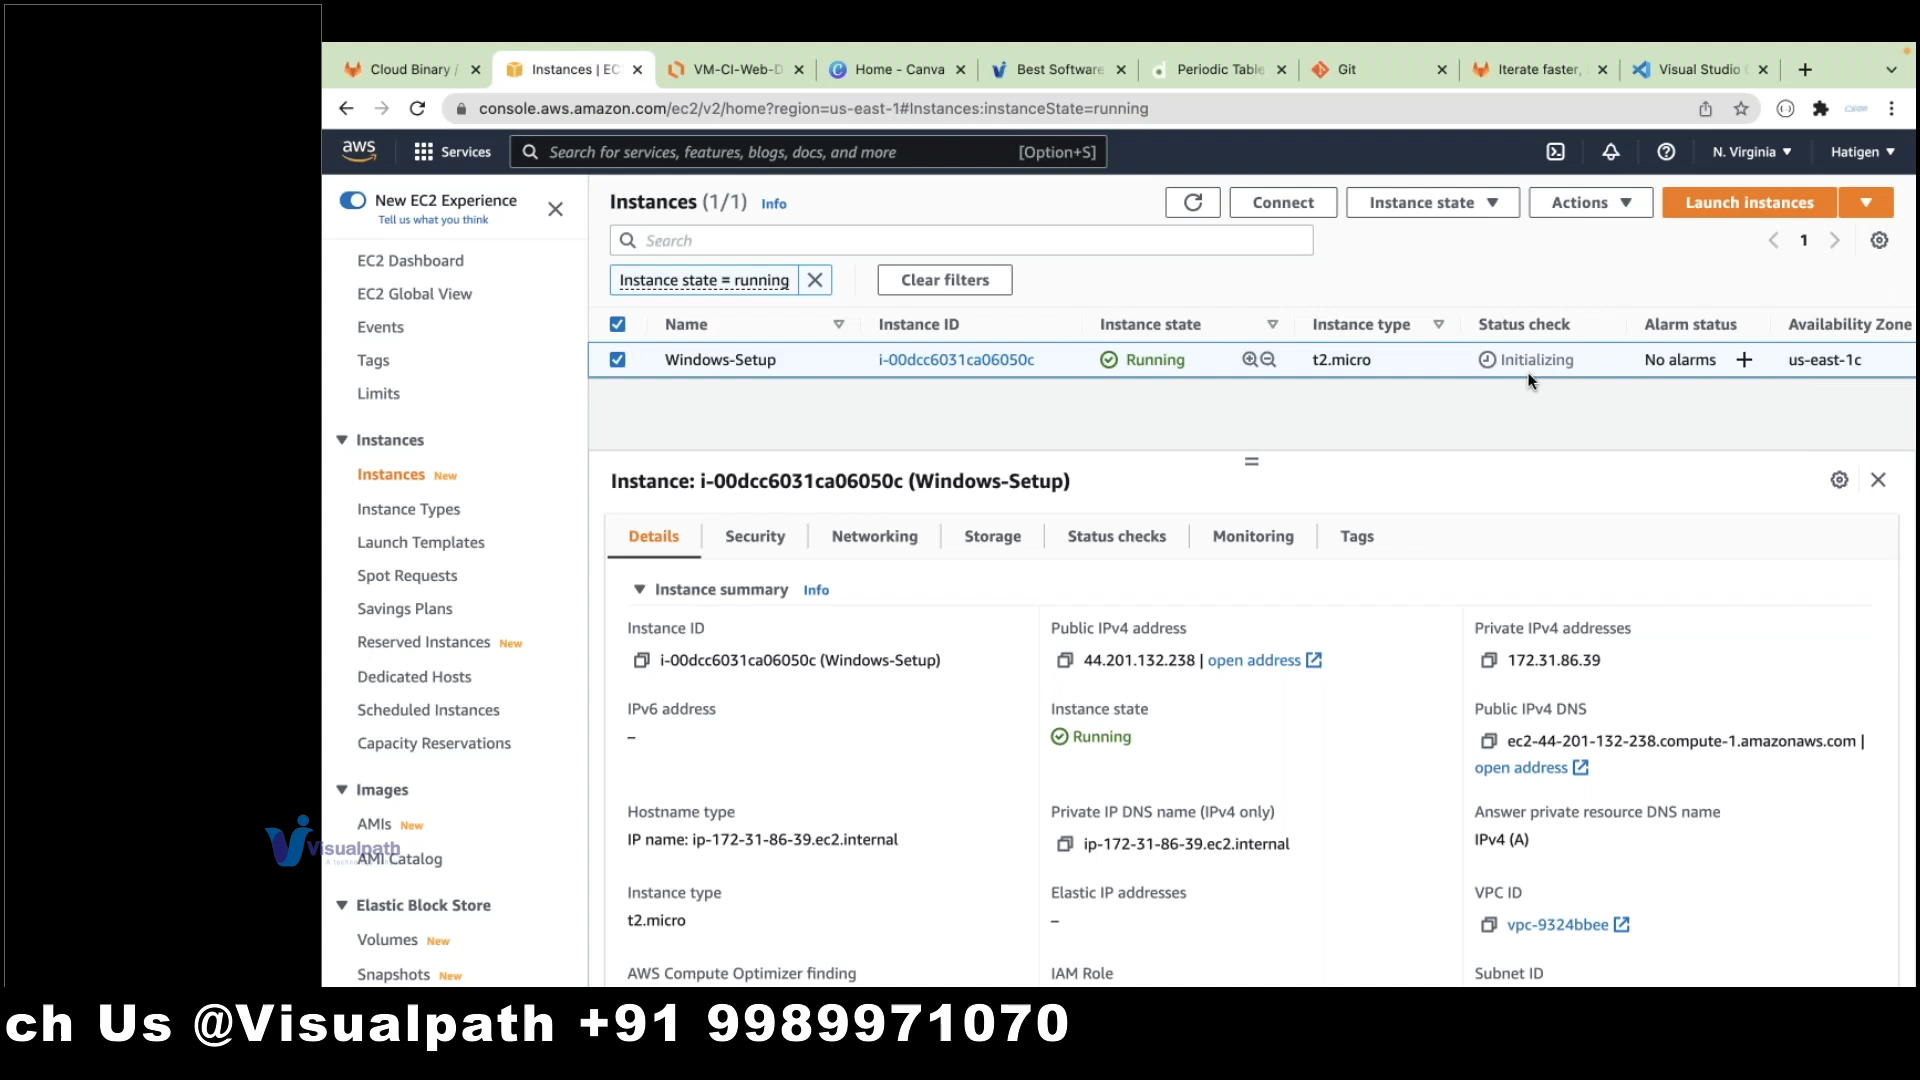 Cloud Binary /
Instances | EC
VM-CI-Web-D
Home - Canva
Best Software
Periodic Table
Git
Iterate faster,
Visual Studio
console.aws.amazon.com/ec2/v2/home?region=us-east-1#Instances:instanceState=running
aws
Services
Search for services, features, blogs, docs, and more
[Option+S]
N. Virginia
Hatigen
New EC2 Experience
Tell us what you think
EC2 Dashboard
EC2 Global View
Events
Tags
Limits
Instances
Instances New
Instance Types
Launch Templates
Spot Requests
Savings Plans
Reserved Instances New
Dedicated Hosts
Scheduled Instances
Capacity Reservations
Images
AMIs New
AMI Catalog
Elastic Block Store
Volumes New
Snapshots New
Visualpath
Instances (1/1) Info
Connect
Instance state
Actions
Launch instances
Search
1
Instance state = running
Clear filters
Name Instance ID Instance state Instance type Status check Alarm status Availability Zone
Windows-Setup i-00dcc6031ca06050c Running t2.micro Initializing No alarms us-east-1c
Instance: i-00dcc6031ca06050c (Windows-Setup)
Details Security Networking Storage Status checks Monitoring Tags
Instance summary Info
Instance ID
i-00dcc6031ca06050c (Windows-Setup)
Public IPv4 address
44.201.132.238 | open address
Private IPv4 addresses
172.31.86.39
IPv6 address
–
Instance state
Running
Public IPv4 DNS
ec2-44-201-132-238.compute-1.amazonaws.com |
open address
Hostname type
IP name: ip-172-31-86-39.ec2.internal
Private IP DNS name (IPv4 only)
ip-172-31-86-39.ec2.internal
Answer private resource DNS name
IPv4 (A)
Instance type
t2.micro
Elastic IP addresses
–
VPC ID
vpc-9324bbee
AWS Compute Optimizer finding
IAM Role
Subnet ID
ch Us @Visualpath +91 9989971070